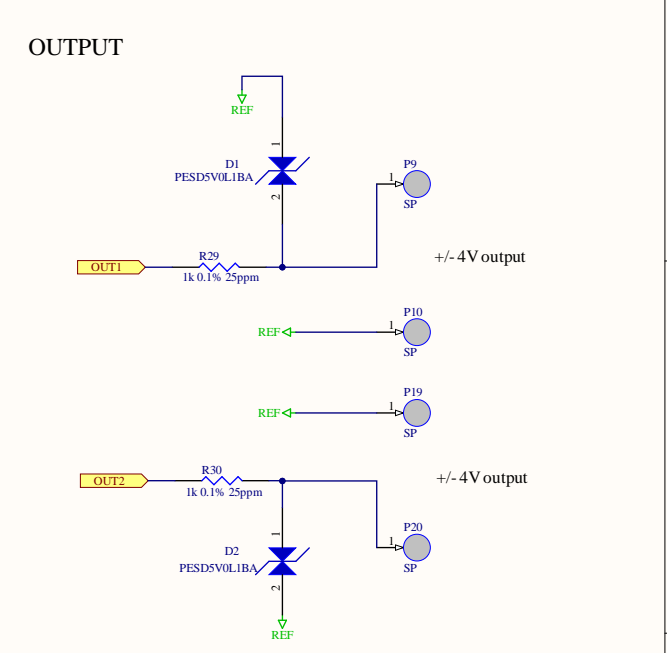 OUTPUT
REF
1
D1
PESD5V0L1BA
2
P9
1
SP
OUT1
R29
1k 0.1% 25ppm
+/- 4V output
P10
REF
1
SP
P19
REF
1
SP
OUT2
R30
1k 0.1% 25ppm
+/- 4V output
1
D2
PESD5V0L1BA
2
P20
1
SP
REF